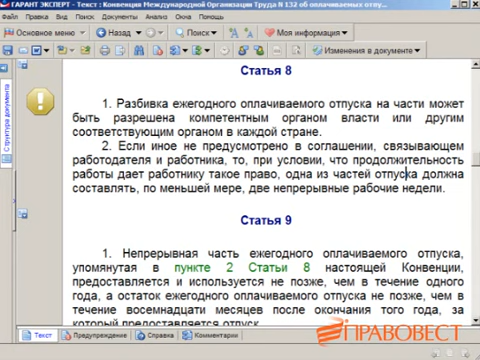 ГАРАНТ ЭКСПЕРТ - Текст : Конвенция Международной Организации Труда N 132 об оплачиваемых отпу...
Файл Правка Вид Поиск Документы Анализ Окна Помощь
Основное меню Назад Поиск Моя информация
Изменения в документе
Структура документа
Статья 8
1. Разбивка ежегодного оплачиваемого отпуска на части может
быть разрешена компетентным органом власти или другим
соответствующим органом в каждой стране.
2. Если иное не предусмотрено в соглашении, связывающем
работодателя и работника, то, при условии, что продолжительность
работы дает работнику такое право, одна из частей отпуска должна
составлять, по меньшей мере, две непрерывные рабочие недели.
Статья 9
1. Непрерывная часть ежегодного оплачиваемого отпуска,
упомянутая в пункте 2 Статьи 8 настоящей Конвенции,
предоставляется и используется не позже, чем в течение одного
года, а остаток ежегодного оплачиваемого отпуска не позже, чем в
течение восемнадцати месяцев после окончания того года, за
который предоставляется отпуск.
ПРАВОВЕСТ
Текст Предупреждение Справка Комментарии